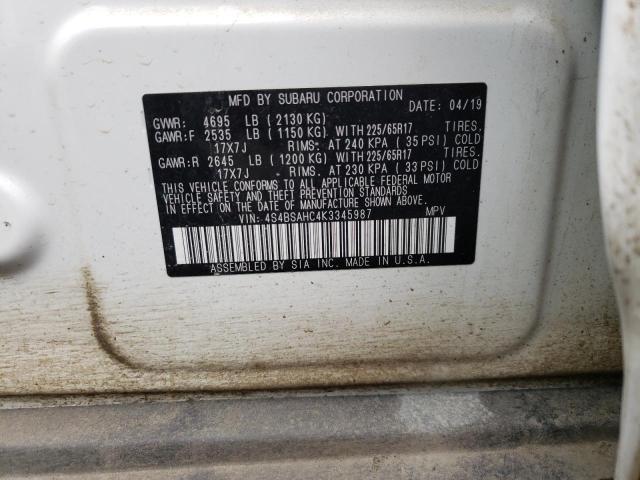 MFD BY SUBARU CORPORATION DATE: 04/19
GVWR: 4695 LB ( 2130 KG)
GAWR:F 2535 LB ( 1150 KG) WITH 225/65R17 TIRES,
17X7J RIMS, AT 240 KPA ( 35 PSI) COLD
GAWR:R 2645 LB ( 1200 KG) WITH 225/65R17 TIRES,
17X7J RIMS, AT 230 KPA ( 33 PSI) COLD
THIS VEHICLE CONFORMS TO ALL APPLICABLE FEDERAL MOTOR
VEHICLE SAFETY AND THEFT PREVENTION STANDARDS
IN EFFECT ON THE DATE OF MANUFACTURE SHOWN ABOVE.
VIN: 4S4BSAHC4K3345987 MPV
ASSEMBLED BY SIA INC. MADE IN U.S.A.